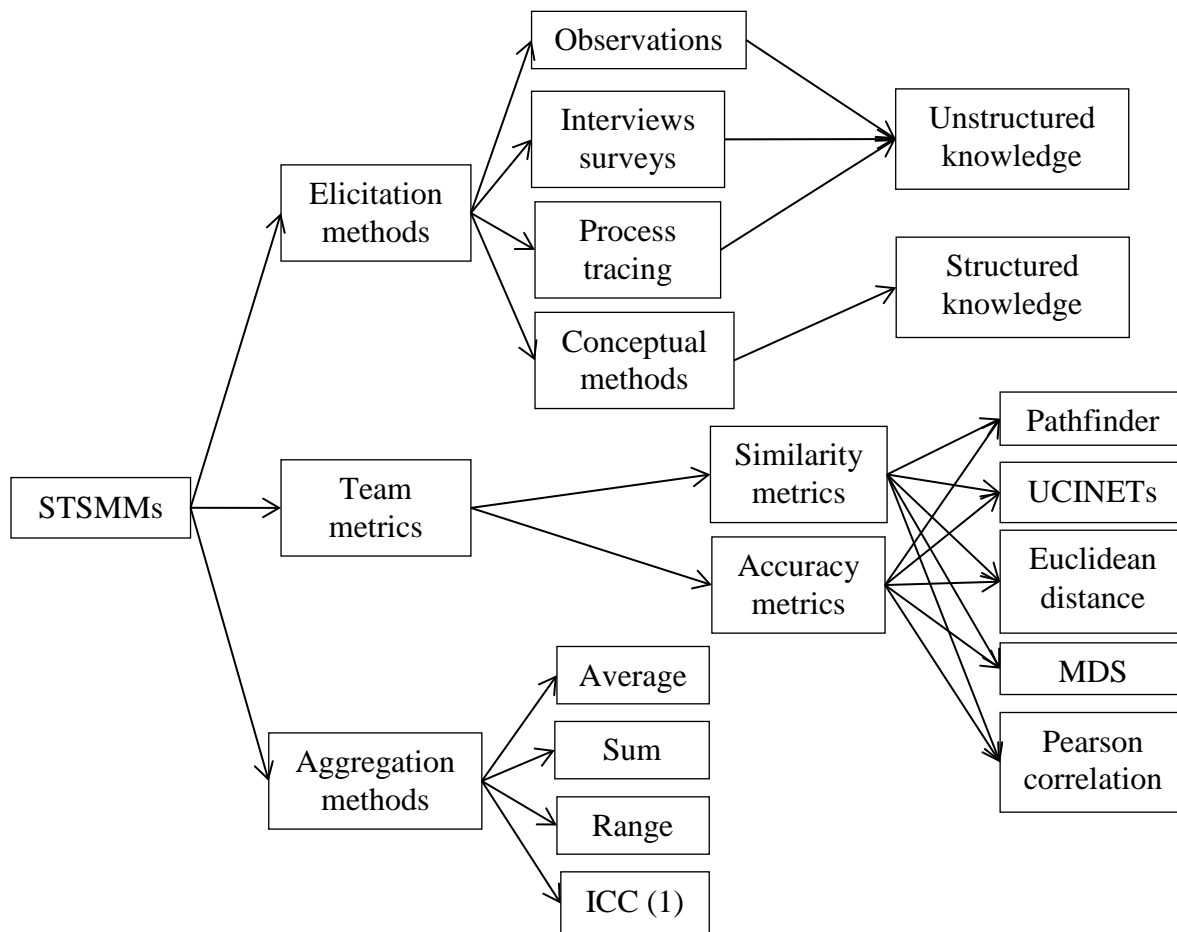 Observations
Interviews
surveys
Unstructured
knowledge
Elicitation
methods
Process
tracing
Structured
knowledge
Conceptual
methods
STSMMs
Team
metrics
Similarity
metrics
Accuracy
metrics
Pathfinder
UCINETs
Euclidean
distance
MDS
Pearson
correlation
Aggregation
methods
Average
Sum
Range
ICC (1)